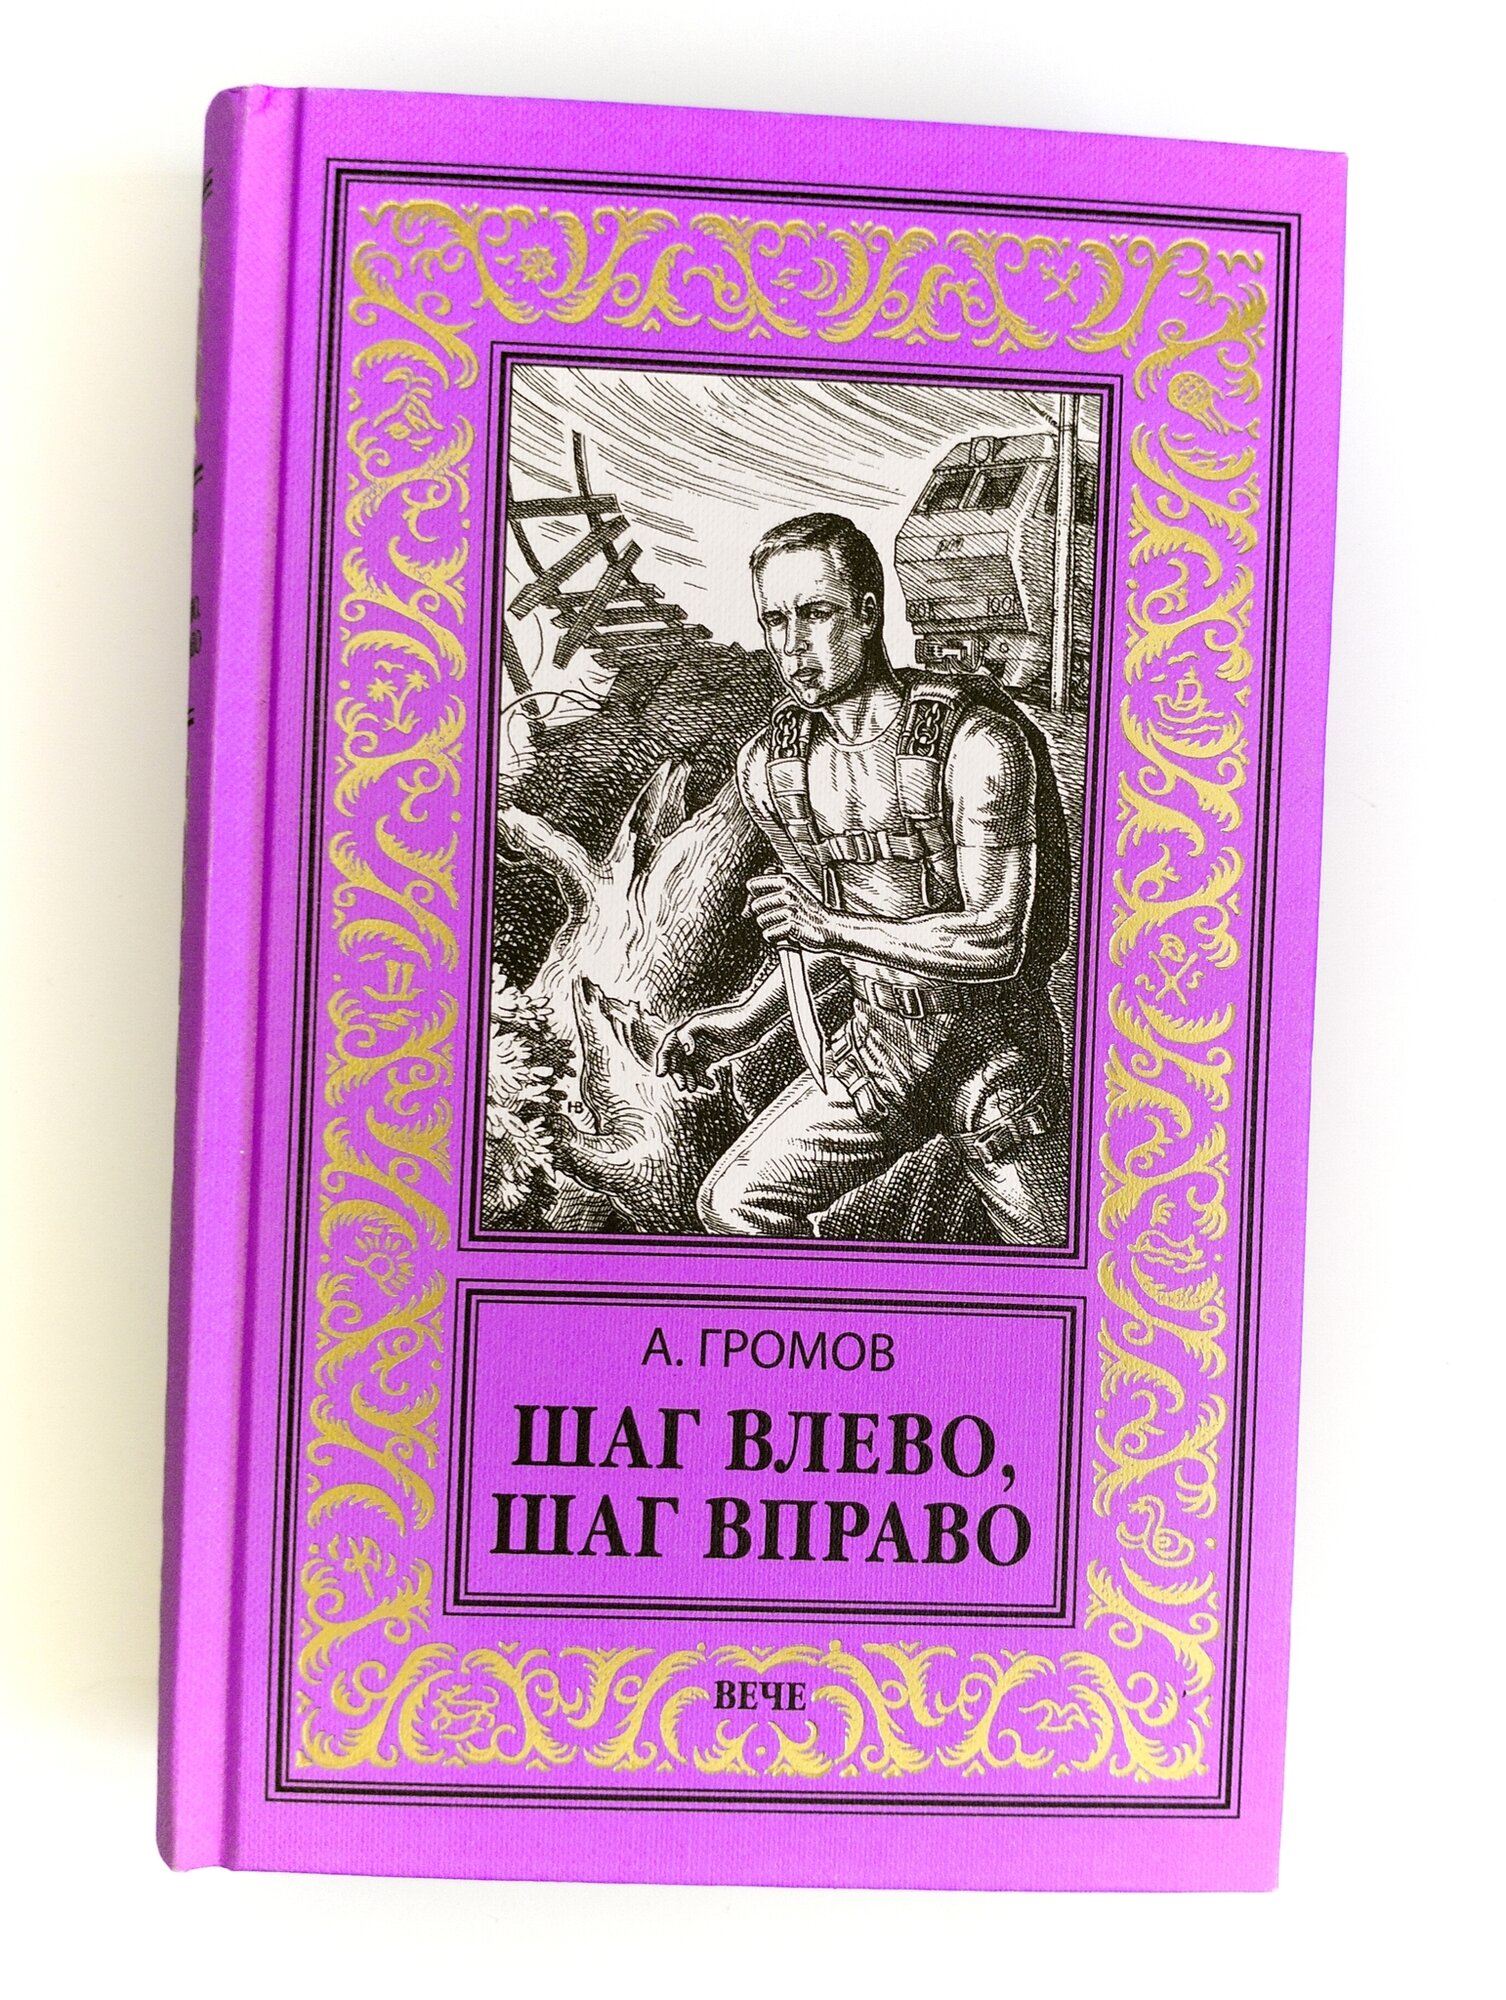 А. ГРОМОВ
ШАГ ВЛЕВО,
ШАГ ВПРАВО
ВЕЧЕ